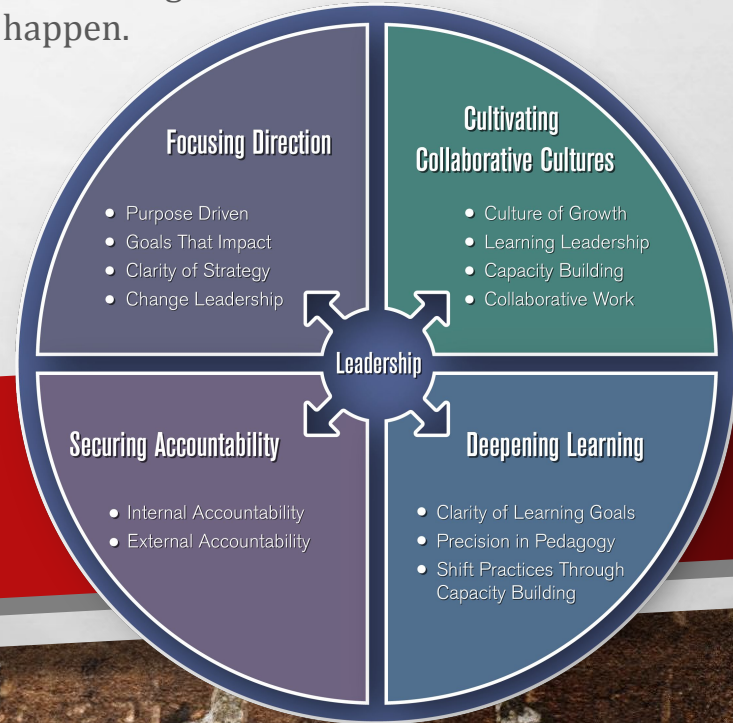 happen.
Focusing Direction
• Purpose Driven
• Goals That Impact
• Clarity of Strategy
• Change Leadership
Cultivating
Collaborative Cultures
• Culture of Growth
• Learning Leadership
• Capacity Building
• Collaborative Work
Leadership
Securing Accountability
• Internal Accountability
• External Accountability
Deepening Learning
• Clarity of Learning Goals
• Precision in Pedagogy
• Shift Practices Through
Capacity Building